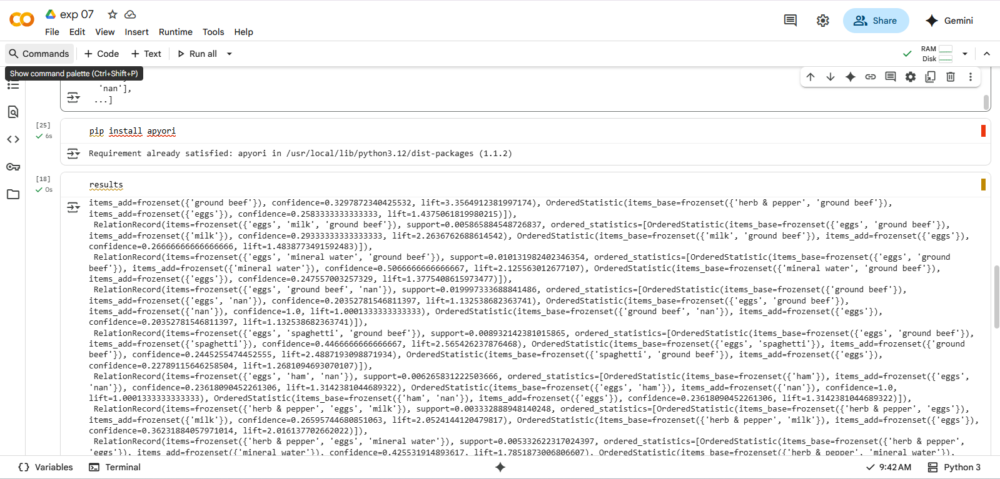 exp 07
File Edit View Insert Runtime Tools Help
Share
Gemini
Commands
+ Code + Text
Run all
RAM
Disk
Show command palette (Ctrl+Shift+P)
'nan'],
...]
[25]
6s
pip install apyori
Requirement already satisfied: apyori in /usr/local/lib/python3.12/dist-packages (1.1.2)
[18]
0s
results
items_add=frozenset({'ground beef'}), confidence=0.3297872340425532, lift=3.3564912381997174), OrderedStatistic(items_base=frozenset({'herb & pepper', 'ground beef'}),
items_add=frozenset({'eggs'}), confidence=0.2583333333333333, lift=1.4375061819980215)]),
RelationRecord(items=frozenset({'eggs', 'milk', 'ground beef'}), support=0.005865884548726837, ordered_statistics=[OrderedStatistic(items_base=frozenset({'eggs', 'ground beef'}),
items_add=frozenset({'milk'}), confidence=0.29333333333333333, lift=2.2636762688614542), OrderedStatistic(items_base=frozenset({'milk', 'ground beef'}), items_add=frozenset({'eggs'}),
confidence=0.26666666666666666, lift=1.4838773491592483)]),
RelationRecord(items=frozenset({'eggs', 'mineral water', 'ground beef'}), support=0.010131982402346354, ordered_statistics=[OrderedStatistic(items_base=frozenset({'eggs', 'ground
beef'}), items_add=frozenset({'mineral water'}), confidence=0.5066666666666667, lift=2.125563012677107), OrderedStatistic(items_base=frozenset({'mineral water', 'ground beef'}),
items_add=frozenset({'eggs'}), confidence=0.247557003257329, lift=1.3775408615973477)]),
RelationRecord(items=frozenset({'eggs', 'ground beef', 'nan'}), support=0.019997333688841486, ordered_statistics=[OrderedStatistic(items_base=frozenset({'ground beef'}),
items_add=frozenset({'eggs', 'nan'}), confidence=0.20352781546811397, lift=1.132538682363741), OrderedStatistic(items_base=frozenset({'eggs', 'ground beef'}),
items_add=frozenset({'nan'}), confidence=1.0, lift=1.0001333333333333), OrderedStatistic(items_base=frozenset({'ground beef', 'nan'}), items_add=frozenset({'eggs'}),
confidence=0.20352781546811397, lift=1.132538682363741)]),
RelationRecord(items=frozenset({'eggs', 'spaghetti', 'ground beef'}), support=0.008932142381015865, ordered_statistics=[OrderedStatistic(items_base=frozenset({'eggs', 'ground beef'}),
items_add=frozenset({'spaghetti'}), confidence=0.4466666666666667, lift=2.565426237876468), OrderedStatistic(items_base=frozenset({'eggs', 'spaghetti'}), items_add=frozenset({'ground
beef'}), confidence=0.2445255474452555, lift=2.4887193098871934), OrderedStatistic(items_base=frozenset({'spaghetti', 'ground beef'}), items_add=frozenset({'eggs'}),
confidence=0.22789115646258504, lift=1.2681094693070107)]),
RelationRecord(items=frozenset({'eggs', 'ham', 'nan'}), support=0.006265831222503666, ordered_statistics=[OrderedStatistic(items_base=frozenset({'ham'}), items_add=frozenset({'eggs',
'nan'}), confidence=0.23618090452261306, lift=1.3142381044689322), OrderedStatistic(items_base=frozenset({'eggs', 'ham'}), items_add=frozenset({'nan'}), confidence=1.0,
lift=1.0001333333333333), OrderedStatistic(items_base=frozenset({'ham', 'nan'}), items_add=frozenset({'eggs'}), confidence=0.23618090452261306, lift=1.3142381044689322)]),
RelationRecord(items=frozenset({'herb & pepper', 'eggs', 'milk'}), support=0.003332888948140248, ordered_statistics=[OrderedStatistic(items_base=frozenset({'herb & pepper', 'eggs'}),
items_add=frozenset({'milk'}), confidence=0.26595744680851063, lift=2.0524144120479817), OrderedStatistic(items_base=frozenset({'herb & pepper', 'milk'}), items_add=frozenset({'eggs'}),
confidence=0.36231884057971014, lift=2.016137702662022)]),
RelationRecord(items=frozenset({'herb & pepper', 'eggs', 'mineral water'}), support=0.005332622317024397, ordered_statistics=[OrderedStatistic(items_base=frozenset({'herb & pepper',
'eggs'}), items_add=frozenset({'mineral water'}), confidence=0.425531914893617, lift=1.7851873006806607), OrderedStatistic(items_base=frozenset({'herb & pepper', 'mineral water'}),
Variables Terminal
9:42 AM Python 3